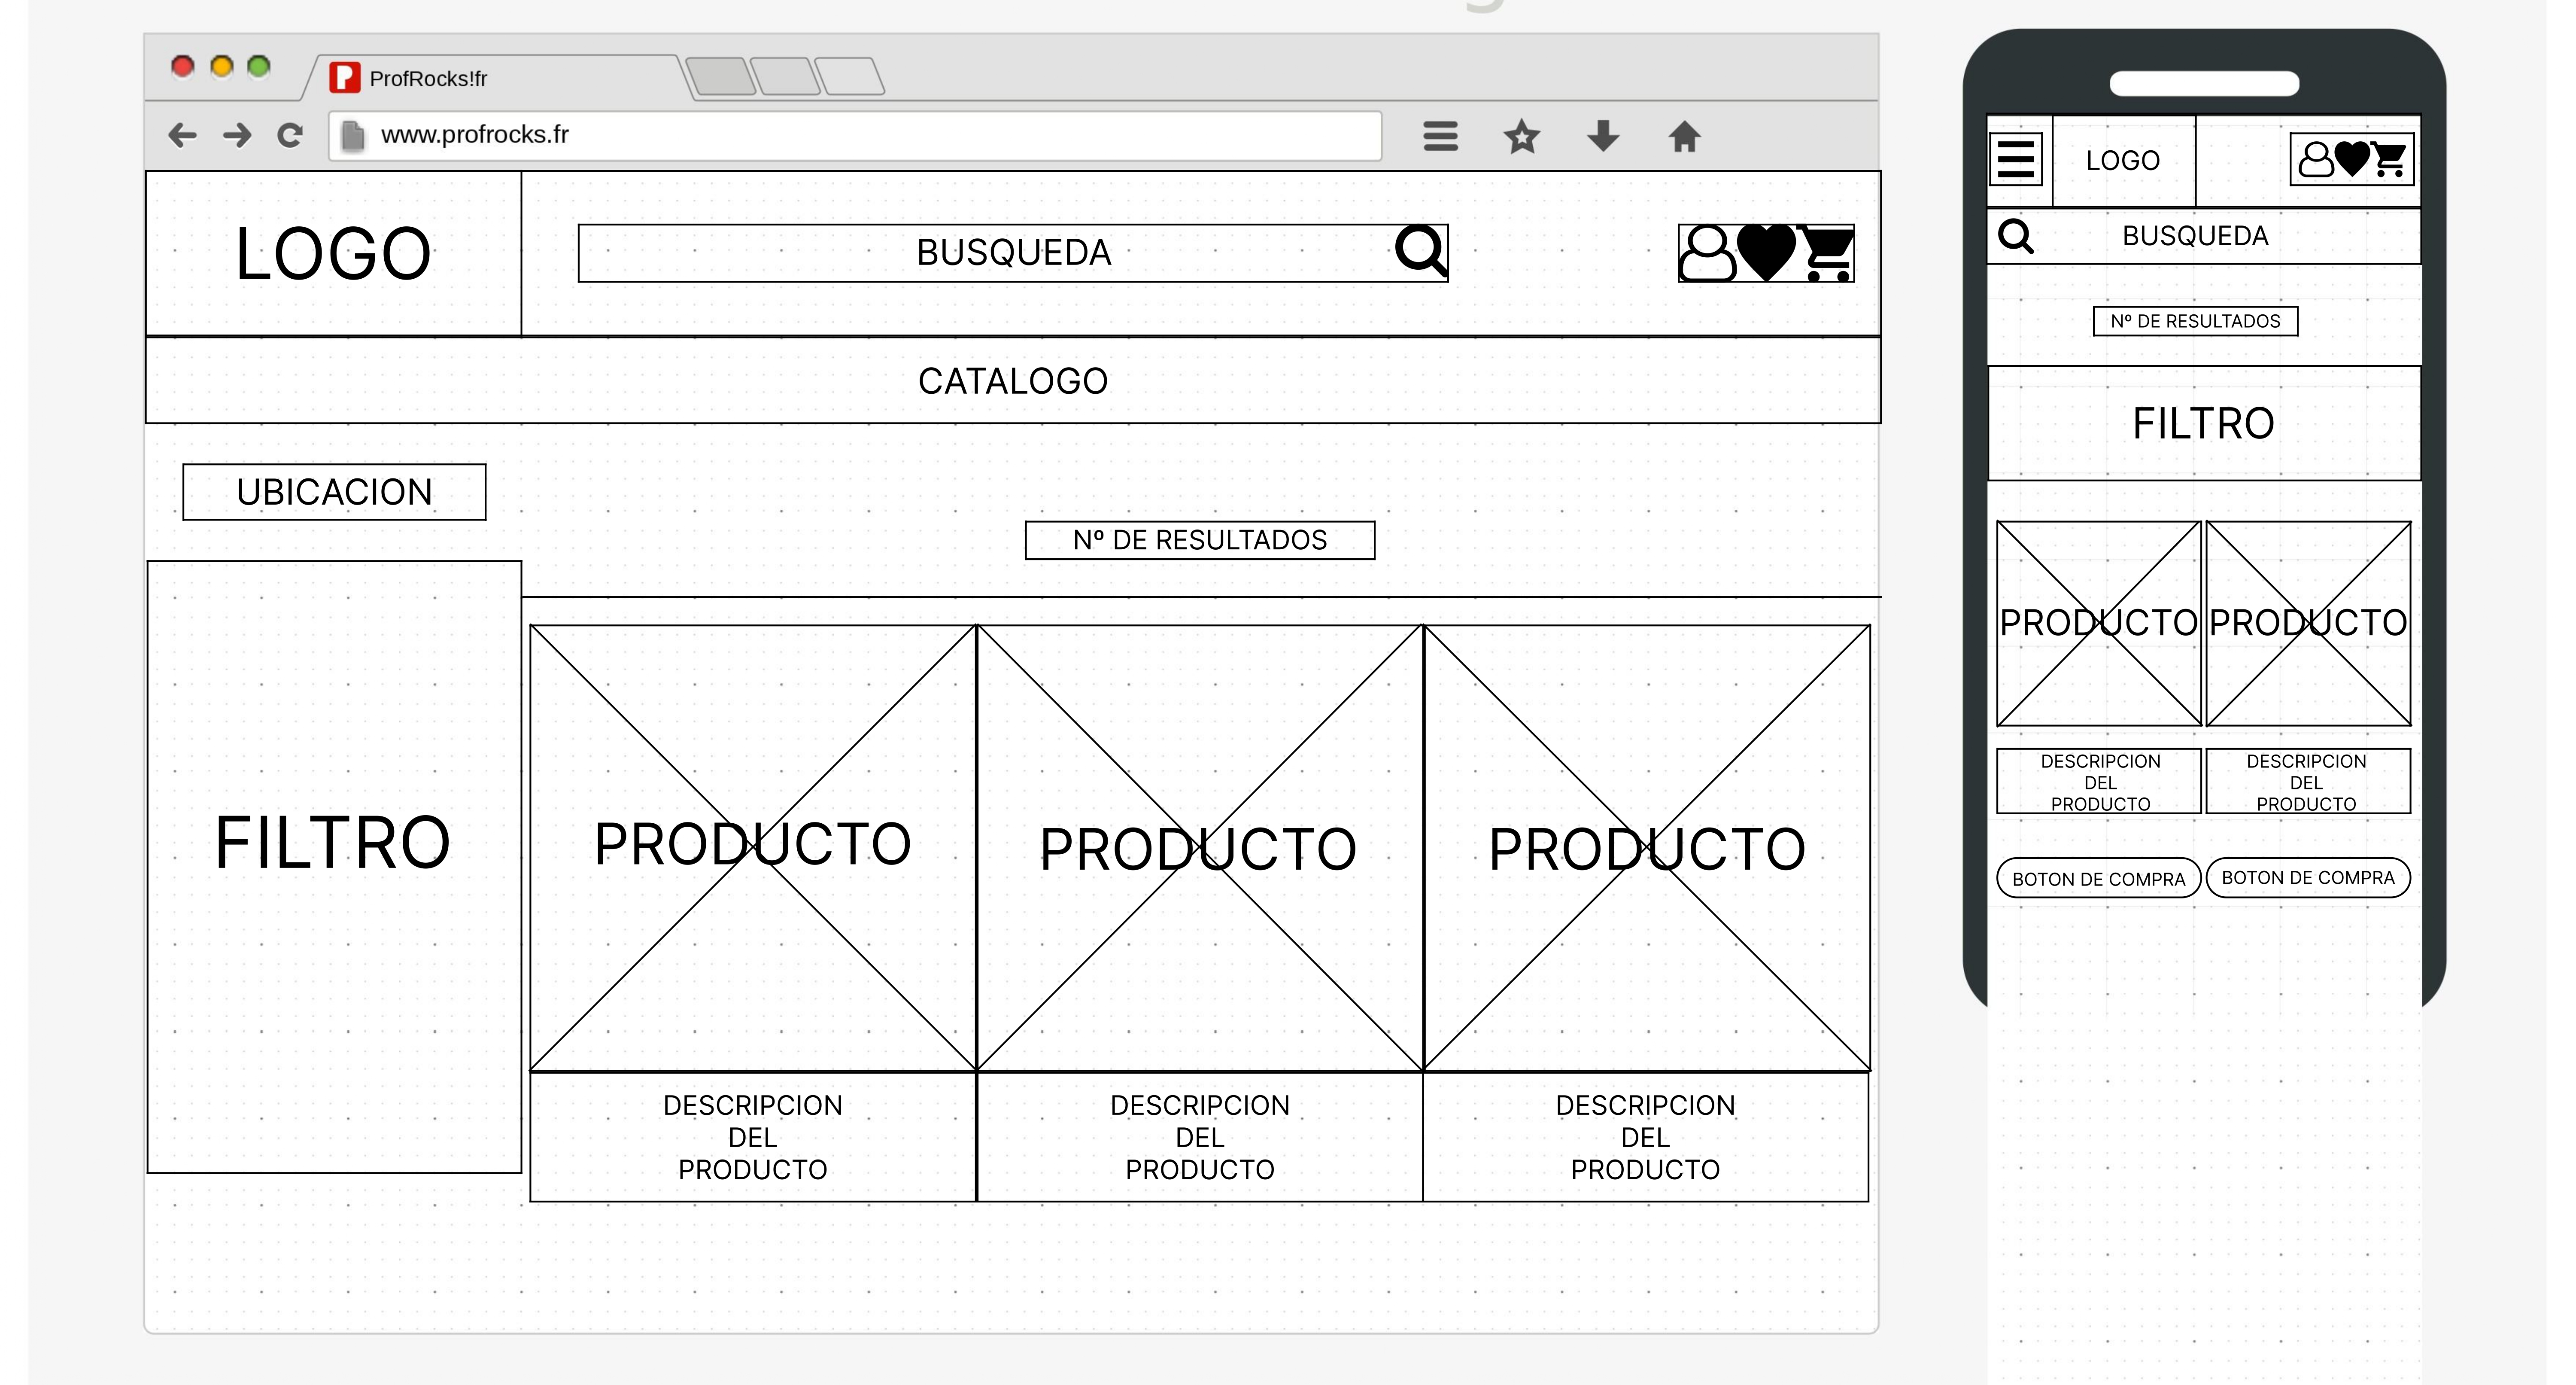 ProfRocks!fr
www.profrocks.fr
LOGO
BUSQUEDA
CATALOGO
UBICACION
Nº DE RESULTADOS
FILTRO
PRODUCTO
PRODUCTO
PRODUCTO
DESCRIPCION
DEL
PRODUCTO
DESCRIPCION
DEL
PRODUCTO
DESCRIPCION
DEL
PRODUCTO
LOGO
BUSQUEDA
Nº DE RESULTADOS
FILTRO
PRODUCTO
PRODUCTO
DESCRIPCION
DEL
PRODUCTO
DESCRIPCION
DEL
PRODUCTO
BOTON DE COMPRA
BOTON DE COMPRA